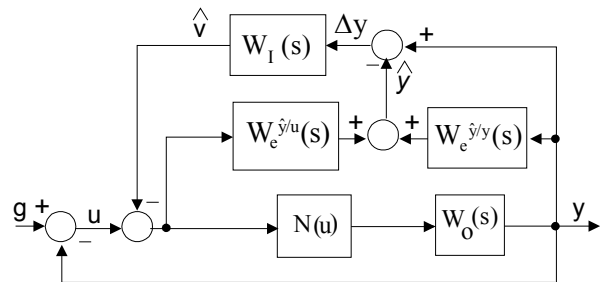 v̂ W_I(s) Δy +
− ŷ
W_e^{ŷ/u}(s) + + W_e^{ŷ/y}(s)
−
g + u N(u) W_o(s) y
−